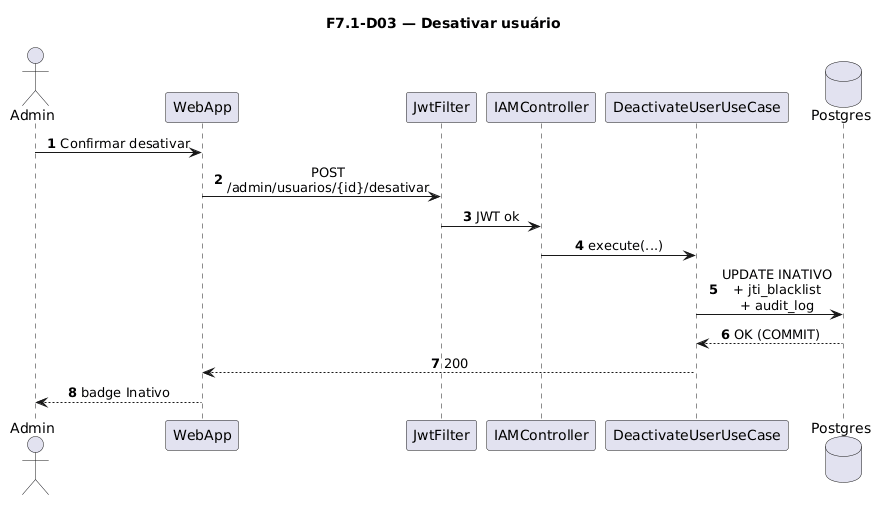 F7.1-D03 — Desativar usuário
Admin
WebApp
JwtFilter
IAMController
DeactivateUserUseCase
Postgres
1 Confirmar desativar
2 POST
/admin/usuarios/{id}/desativar
3 JWT ok
4 execute(...)
UPDATE INATIVO
5 + jti_blacklist
+ audit_log
6 OK (COMMIT)
7 200
8 badge Inativo
Admin
WebApp
JwtFilter
IAMController
DeactivateUserUseCase
Postgres